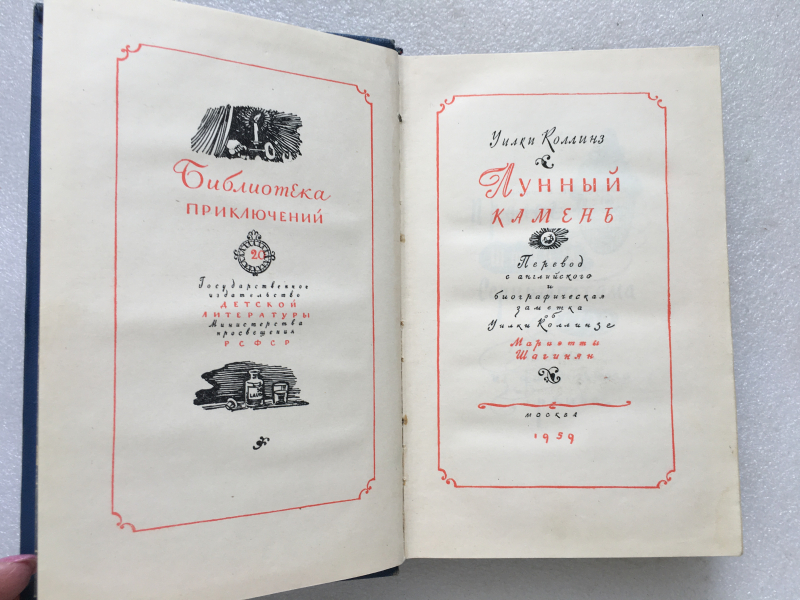 Библиотека
приключений
20
Государственное
издательство
детской
литературы
Министерства
просвещения
РСФСР
Уилки Коллинз
Лунный
камень
Перевод
с английского
и
биографическая
заметка
об
Уилки Коллинзе
Мариэтты
Шагинян
Москва
1959